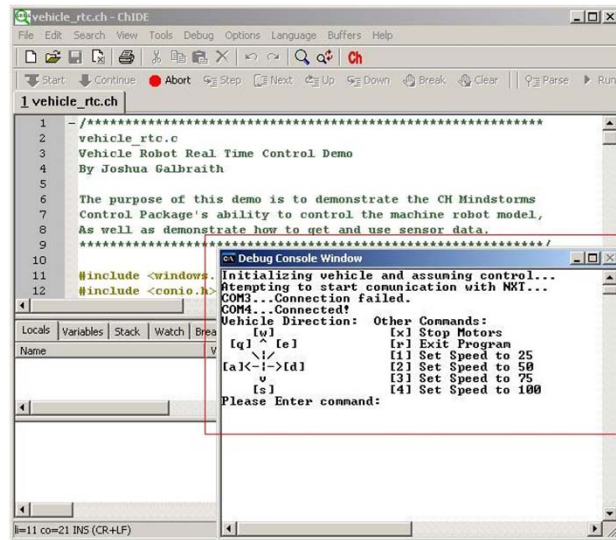 vehicle_rtc.ch - ChIDE
File Edit Search View Tools Debug Options Language Buffers Help
Ch
Start Continue Abort Step Next Up Down Break Clear Parse Run
1 vehicle_rtc.ch
1 /************************************************************
2 vehicle_rtc.c
3 Vehicle Robot Real Time Control Demo
4 By Joshua Galbraith
5
6 The purpose of this demo is to demonstrate the CH Mindstorms
7 Control Package's ability to control the machine robot model,
8 As well as demonstrate how to get and use sensor data.
9 *************************************************************/
10
11 #include <windows.
12 #include <conio.h>
Locals Variables Stack Watch Brea
Name V
li=11 co=21 INS (CR+LF)
Debug Console Window
Initializing vehicle and assuming control...
Atempting to start comunication with NXT...
COM3...Connection failed.
COM4...Connected!
Vehicle Direction: Other Commands:
[w] [x] Stop Motors
[q] ^ [e] [r] Exit Program
\|/ [1] Set Speed to 25
[a]<-|->[d] [2] Set Speed to 50
v [3] Set Speed to 75
[s] [4] Set Speed to 100
Please Enter command: